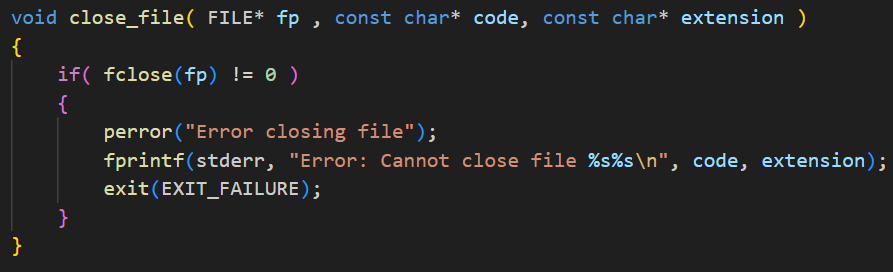 void close_file( FILE* fp , const char* code, const char* extension )
{
    if( fclose(fp) != 0 )
    {
        perror("Error closing file");
        fprintf(stderr, "Error: Cannot close file %s%s\n", code, extension);
        exit(EXIT_FAILURE);
    }
}